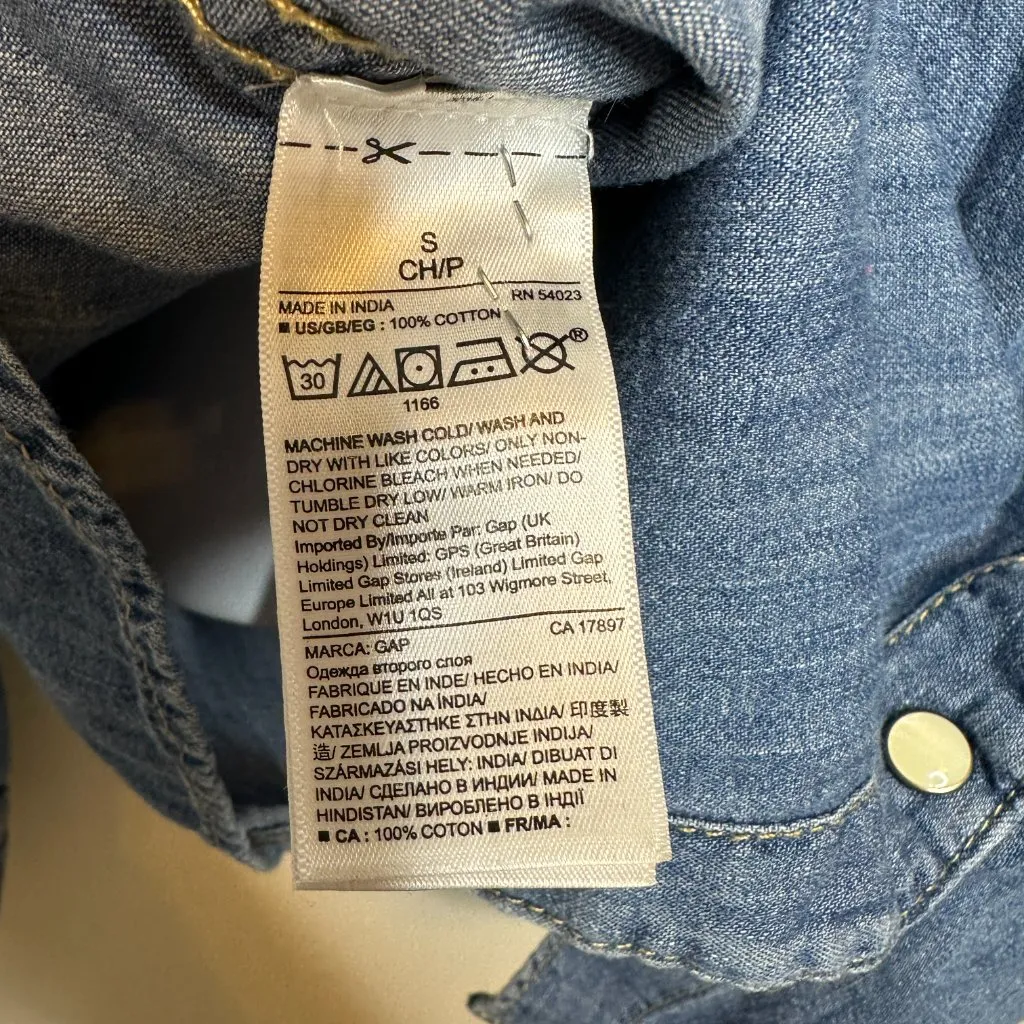 S
CH/P
RN 54023
MADE IN INDIA
■ US/GB/EG : 100% COTTON
30
®
1166
MACHINE WASH COLD/ WASH AND
DRY WITH LIKE COLORS/ ONLY NON-
CHLORINE BLEACH WHEN NEEDED/
TUMBLE DRY LOW/ WARM IRON/ DO
NOT DRY CLEAN
Imported By/Importe Par: Gap (UK
Holdings) Limited: GPS (Great Britain)
Limited Gap Stores (Ireland) Limited Gap
Europe Limited All at 103 Wigmore Street,
London, W1U 1QS
CA 17897
MARCA: GAP
Одежда второго слоя
FABRIQUE EN INDE/ HECHO EN INDIA/
FABRICADO NA ÍNDIA/
ΚΑΤΑΣΚΕΥΑΣΤΗΚΕ ΣΤΗΝ ΙΝΔΙΑ/ 印度製
造/ ZEMLJA PROIZVODNJE INDIJA/
SZÁRMAZÁSI HELY: INDIA/ DIBUAT DI
INDIA/ СДЕЛАНО В ИНДИИ/ MADE IN
HINDISTAN/ ВИРОБЛЕНО В ІНДІЇ
■ CA : 100% COTON ■ FR/MA :